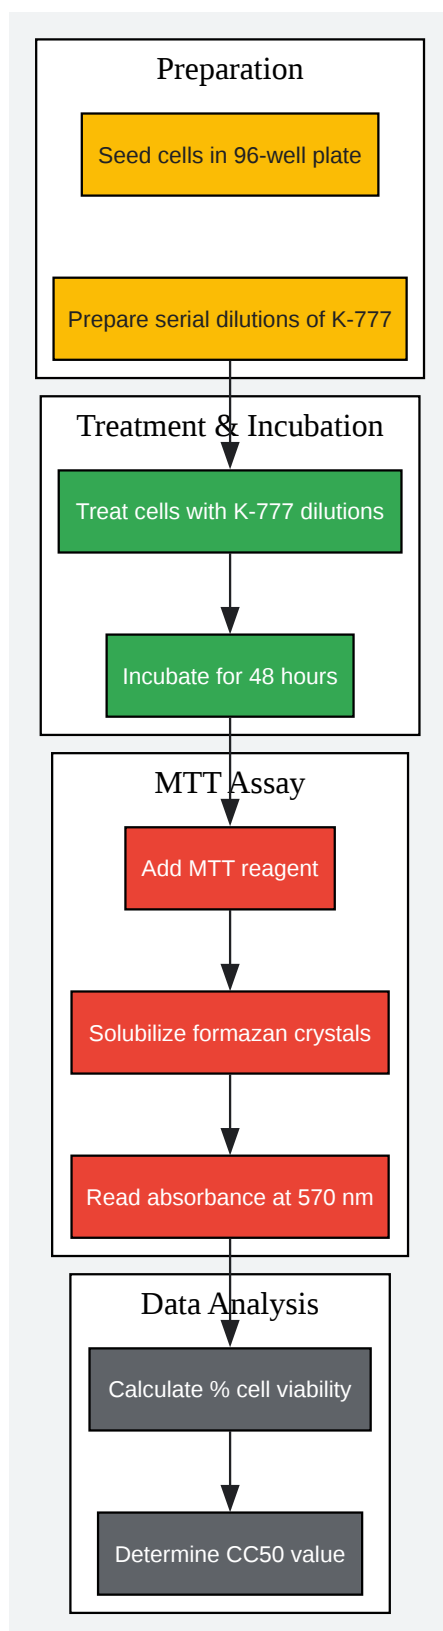 Preparation
Seed cells in 96-well plate
Prepare serial dilutions of K-777
Treatment & Incubation
Treat cells with K-777 dilutions
Incubate for 48 hours
MTT Assay
Add MTT reagent
Solubilize formazan crystals
Read absorbance at 570 nm
Data Analysis
Calculate % cell viability
Determine CC50 value